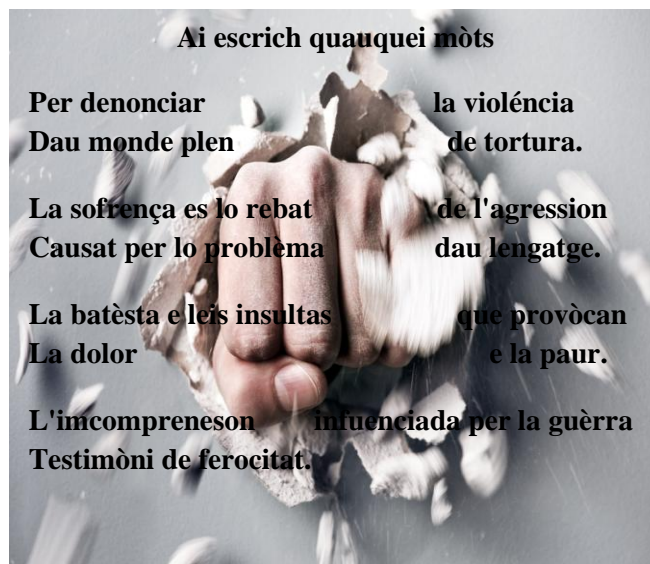 Ai escrich quauquei mòts
Per denonciar la violéncia
Dau monde plen de tortura.
La sofrença es lo rebat de l'agression
Causat per lo problèma dau lengatge.
La batèsta e leis insultas que provòcan
La dolor e la paur.
L'imcompreneson infuenciada per la guèrra
Testimòni de ferocitat.